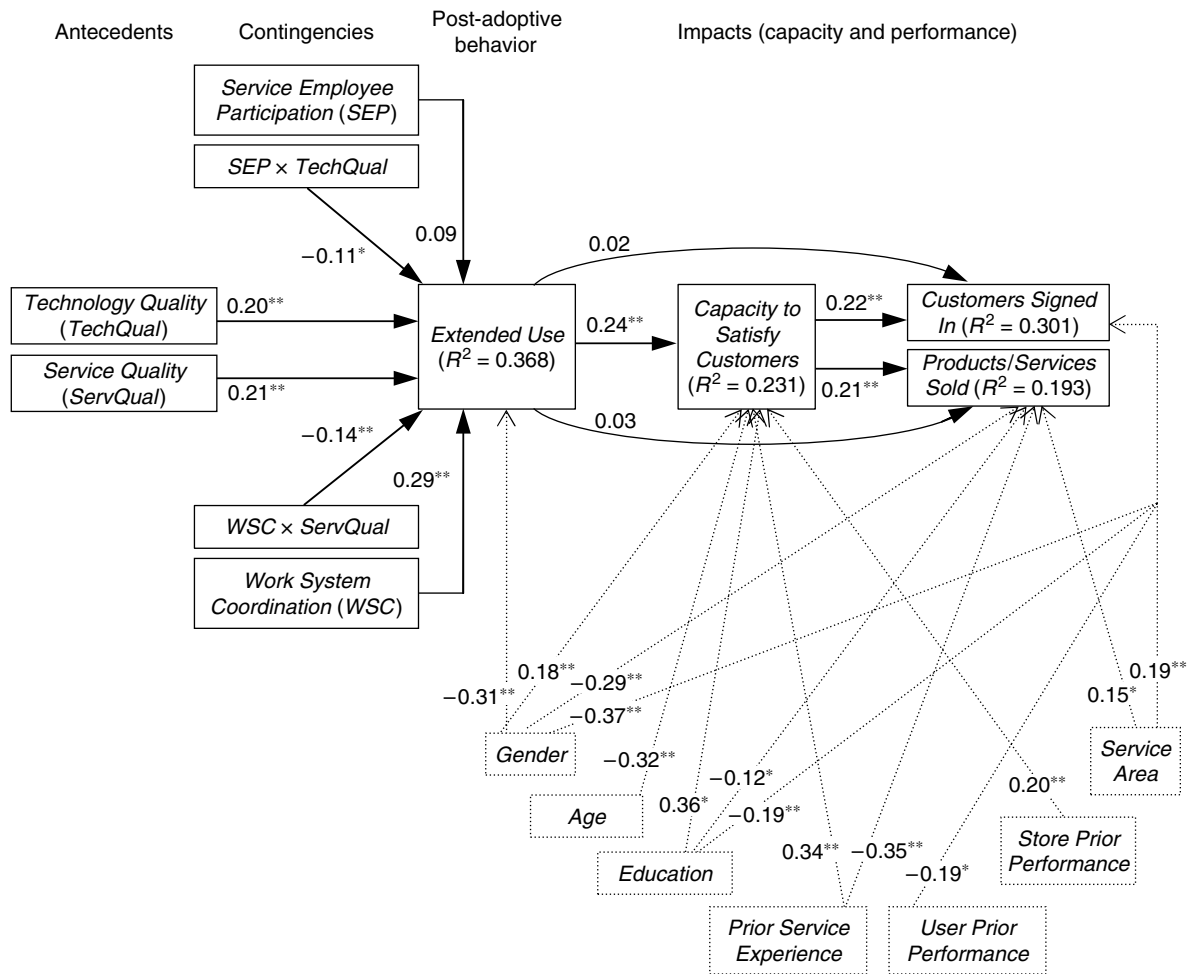 Antecedents
Contingencies
Post-adoptive
behavior
Impacts (capacity and performance)
Service Employee
Participation (SEP)
SEP × TechQual
0.09
−0.11*
0.02
Technology Quality
(TechQual)
0.20**
Service Quality
(ServQual)
0.21**
Extended Use
(R² = 0.368)
0.24**
Capacity to
Satisfy
Customers
(R² = 0.231)
0.22**
0.21**
Customers Signed
In (R² = 0.301)
Products/Services
Sold (R² = 0.193)
−0.14**
0.03
0.29**
WSC × ServQual
Work System
Coordination (WSC)
−0.31**
0.18**
−0.29**
−0.37**
0.19**
0.15*
Gender
Service
Area
−0.32**
−0.12*
0.20**
Age
0.36*
−0.19**
Store Prior
Performance
Education
0.34**
−0.35**
−0.19*
Prior Service
Experience
User Prior
Performance